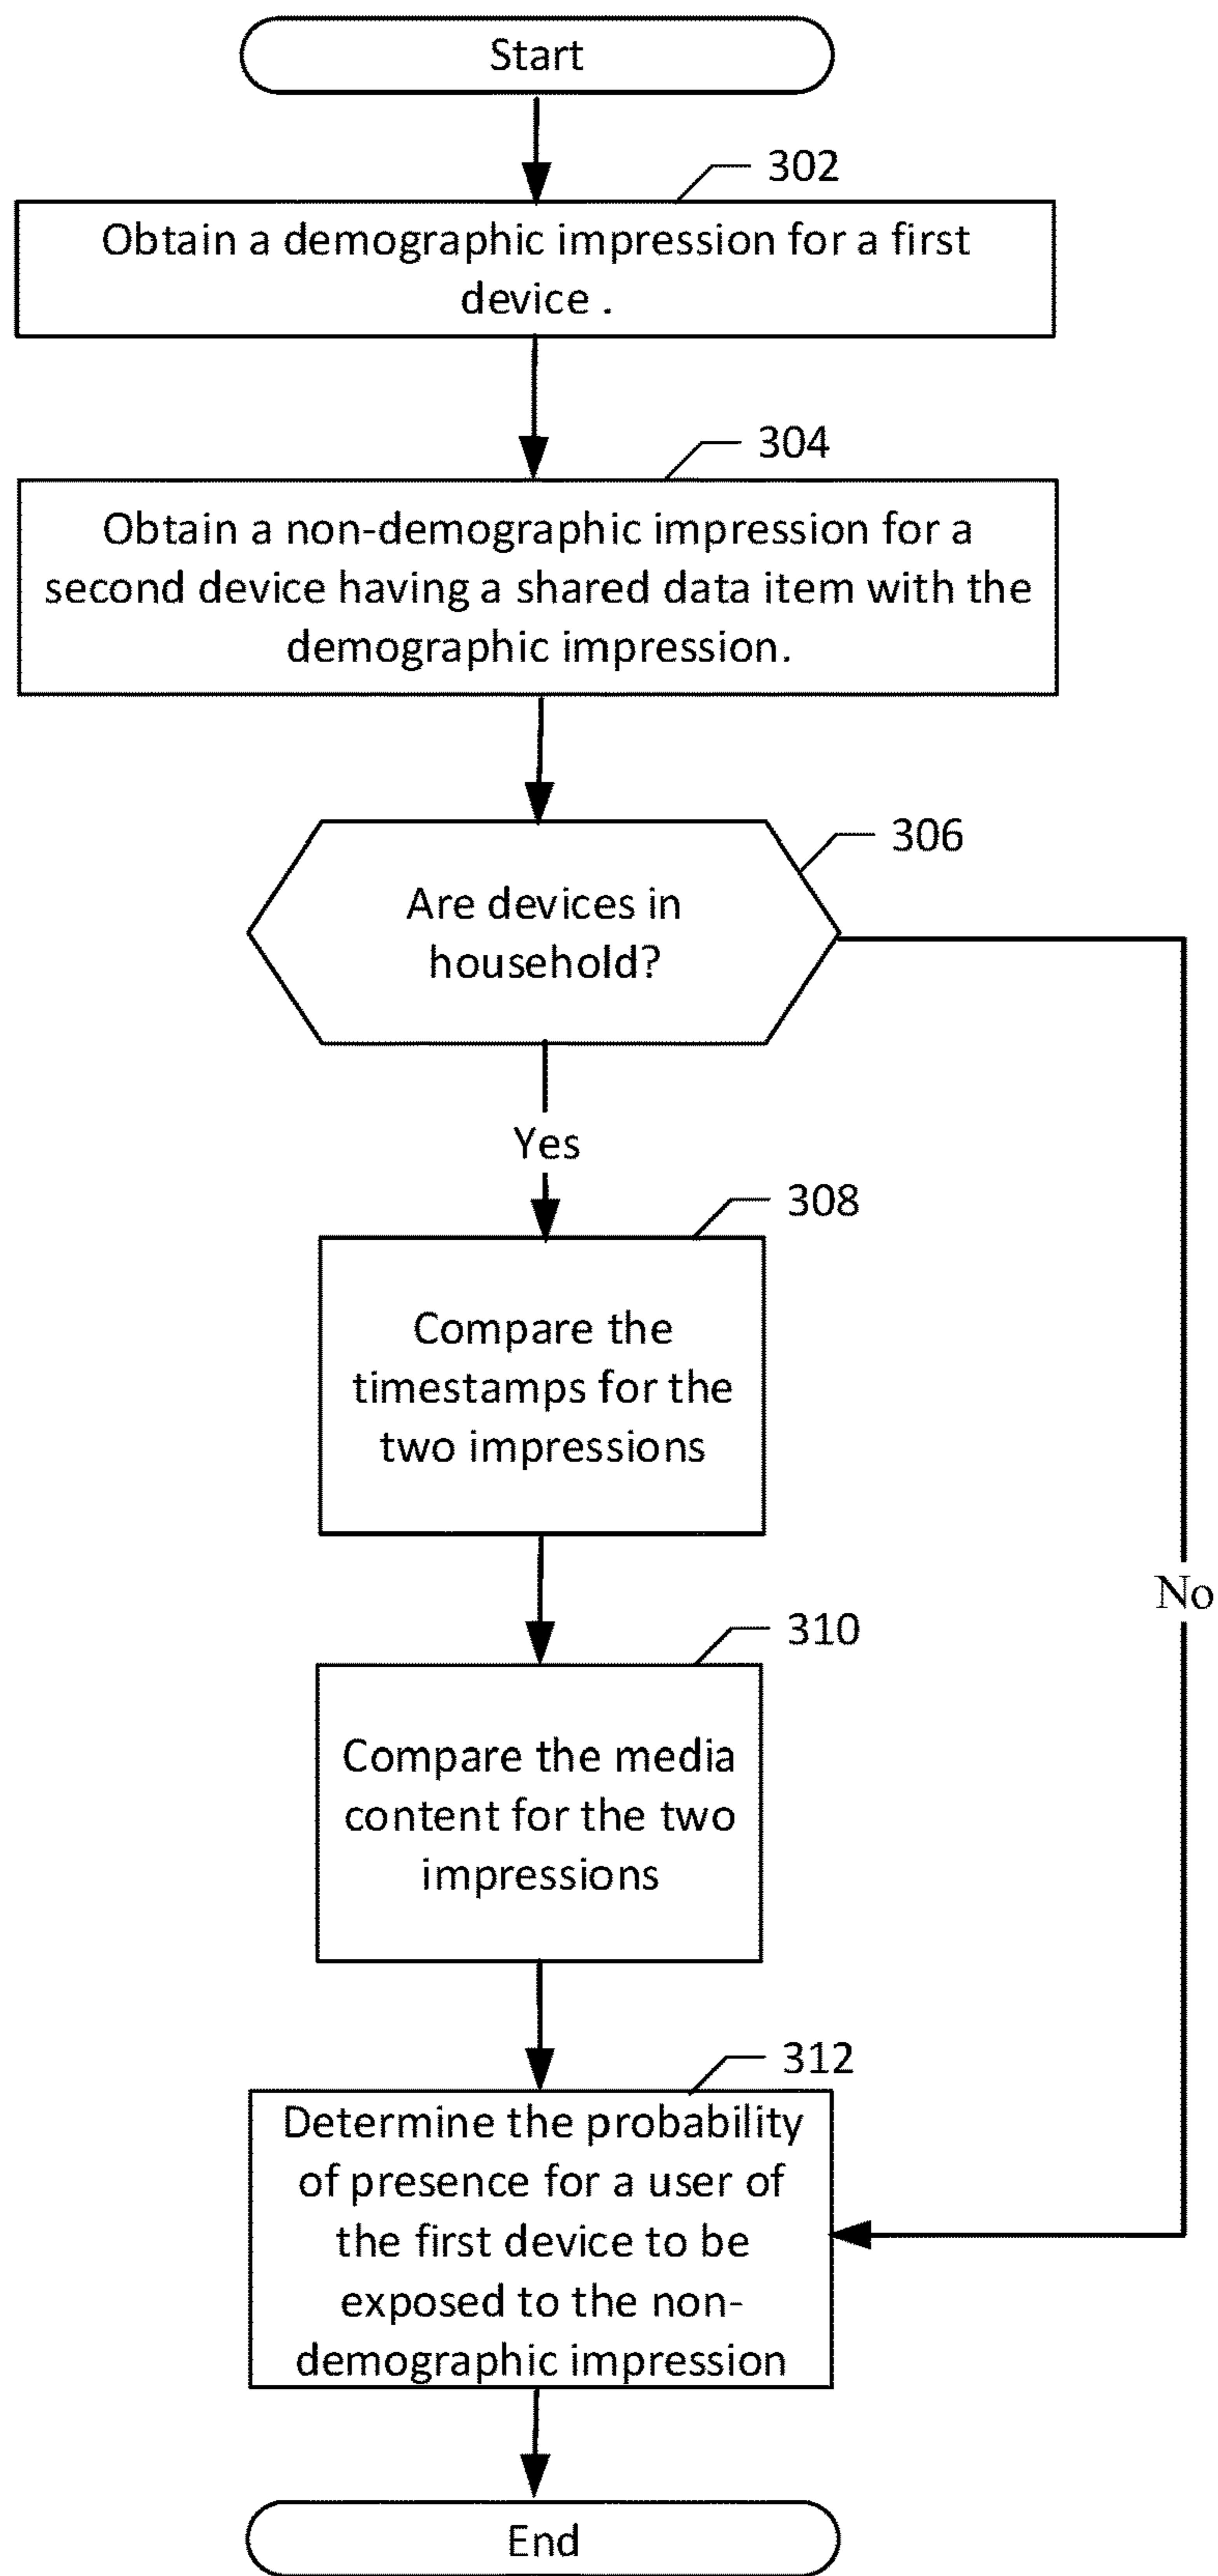 Start
302
Obtain a demographic impression for a first
device .
304
Obtain a non-demographic impression for a
second device having a shared data item with the
demographic impression.
306
Are devices in
household?
Yes
308
Compare the
timestamps for the
two impressions
No
310
Compare the media
content for the two
impressions
312
Determine the probability
of presence for a user of
the first device to be
exposed to the non-
demographic impression
End